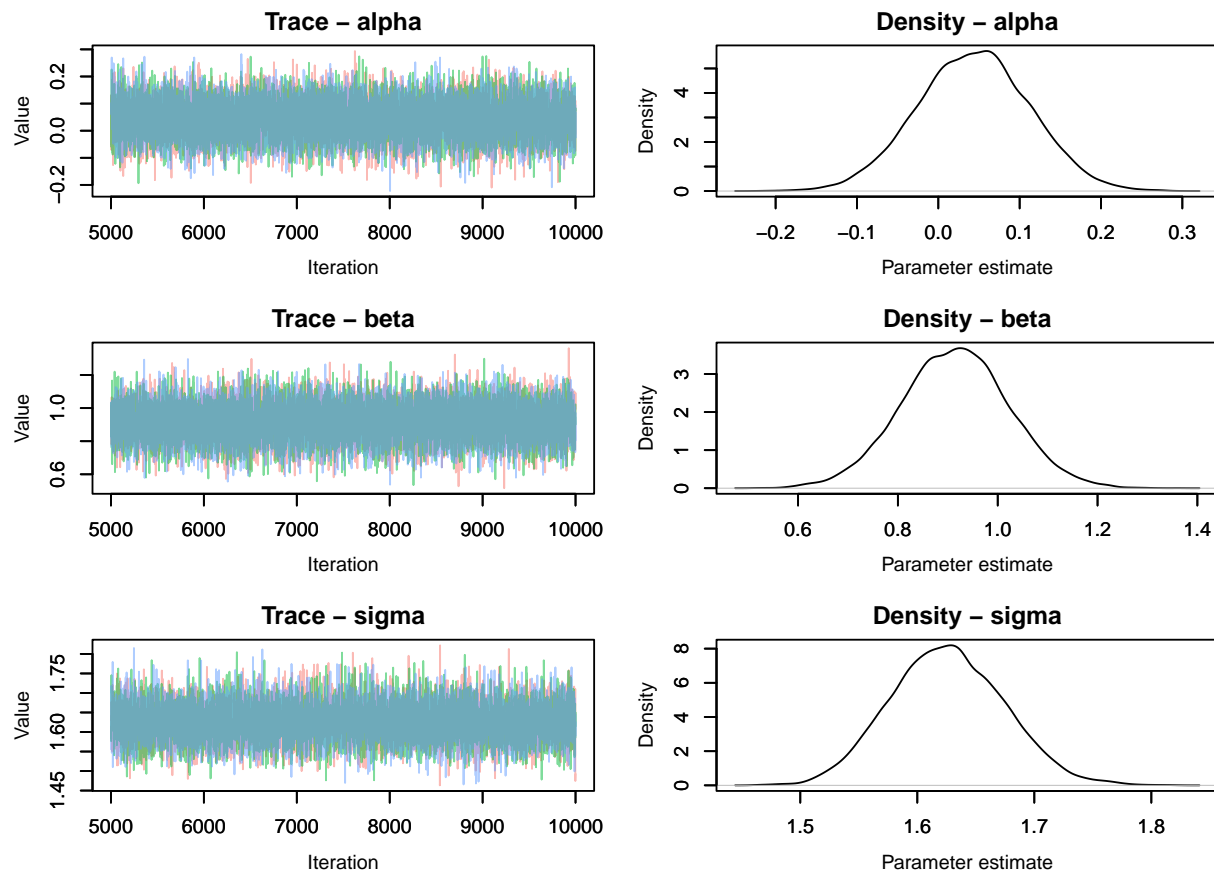 Trace − alpha
Value
−0.2 0.0 0.2
5000 6000 7000 8000 9000 10000
Iteration
Density − alpha
Density
0 2 4
−0.2 −0.1 0.0 0.1 0.2 0.3
Parameter estimate
Trace − beta
Value
0.6 1.0
5000 6000 7000 8000 9000 10000
Iteration
Density − beta
Density
0 1 2 3
0.6 0.8 1.0 1.2 1.4
Parameter estimate
Trace − sigma
Value
1.45 1.60 1.75
5000 6000 7000 8000 9000 10000
Iteration
Density − sigma
Density
0 2 4 6 8
1.5 1.6 1.7 1.8
Parameter estimate